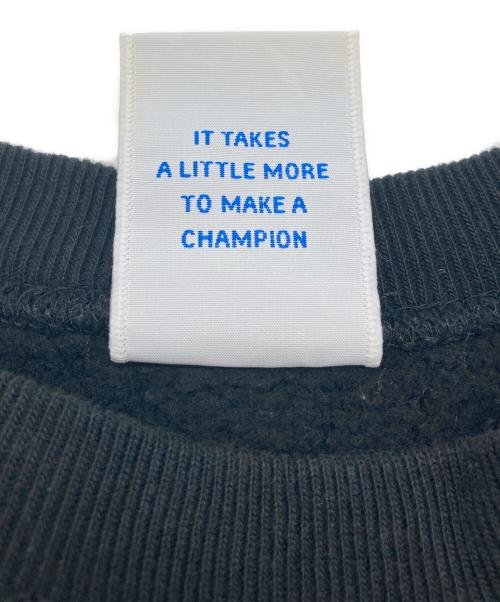 IT TAKES
A LITTLE MORE
TO MAKE A
CHAMPION